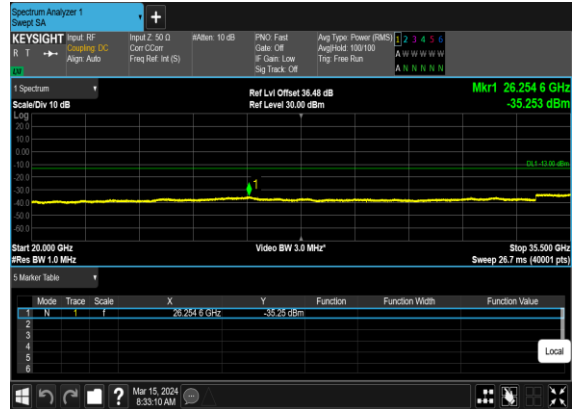 Spectrum Analyzer 1
Swept SA
+
KEYSIGHT Input: RF Input Z: 50 Ω #Atten: 10 dB PNO: Fast Avg Type: Power (RMS) 1 2 3 4 5 6
R T Coupling: DC Corr CCorr Gate: Off Avg|Hold: 100/100 A W W W W W
Align: Auto Freq Ref: Int (S) IF Gain: Low Trig: Free Run
Sig Track: Off A N N N N N
1 Spectrum Ref Lvl Offset 36.48 dB Mkr1 26.254 6 GHz
Scale/Div 10 dB Ref Level 30.00 dBm -35.253 dBm
Log
20.0
10.0
0.00
-10.0 DL1 -13.00 dBm
-20.0
-30.0 1
-40.0
-50.0
-60.0
Start 20.000 GHz Video BW 3.0 MHz* Stop 35.500 GHz
#Res BW 1.0 MHz Sweep 26.7 ms (40001 pts)
5 Marker Table
Mode Trace Scale X Y Function Function Width Function Value
1 N 1 f 26.254 6 GHz -35.25 dBm
2
3
4
5
6
Local
? Mar 15, 2024
8:33:10 AM